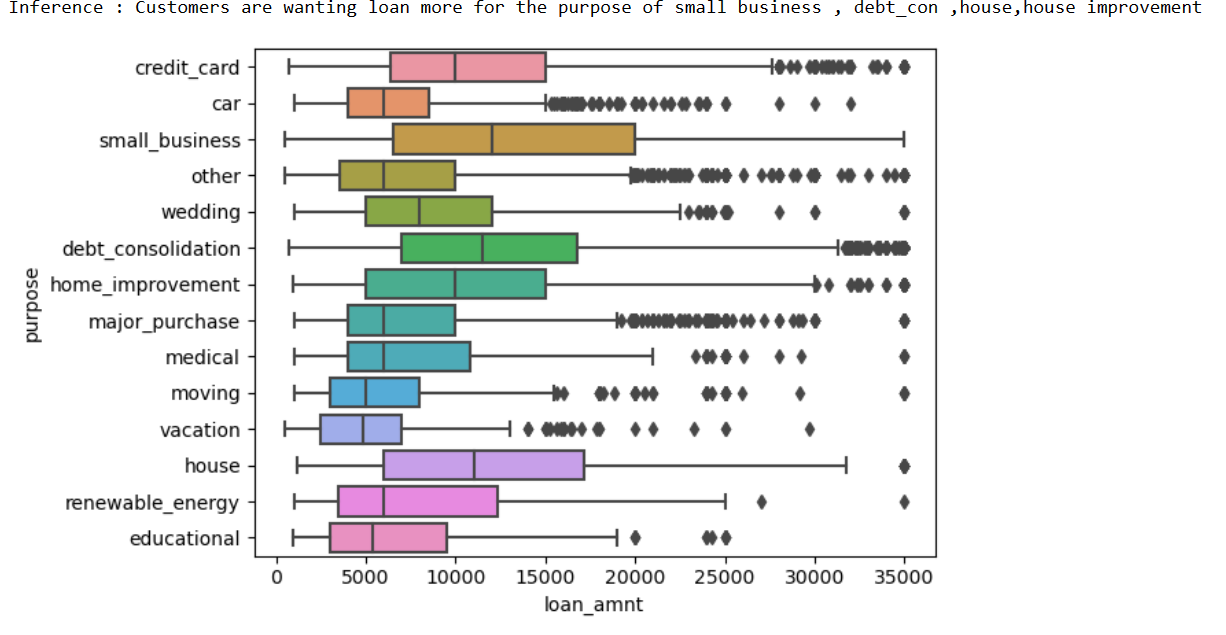 Inference : Customers are wanting loan more for the purpose of small business , debt_con ,house,house improvement
credit_card
car
small_business
other
wedding
debt_consolidation
home_improvement
major_purchase
medical
moving
vacation
house
renewable_energy
educational
purpose
0 5000 10000 15000 20000 25000 30000 35000
loan_amnt